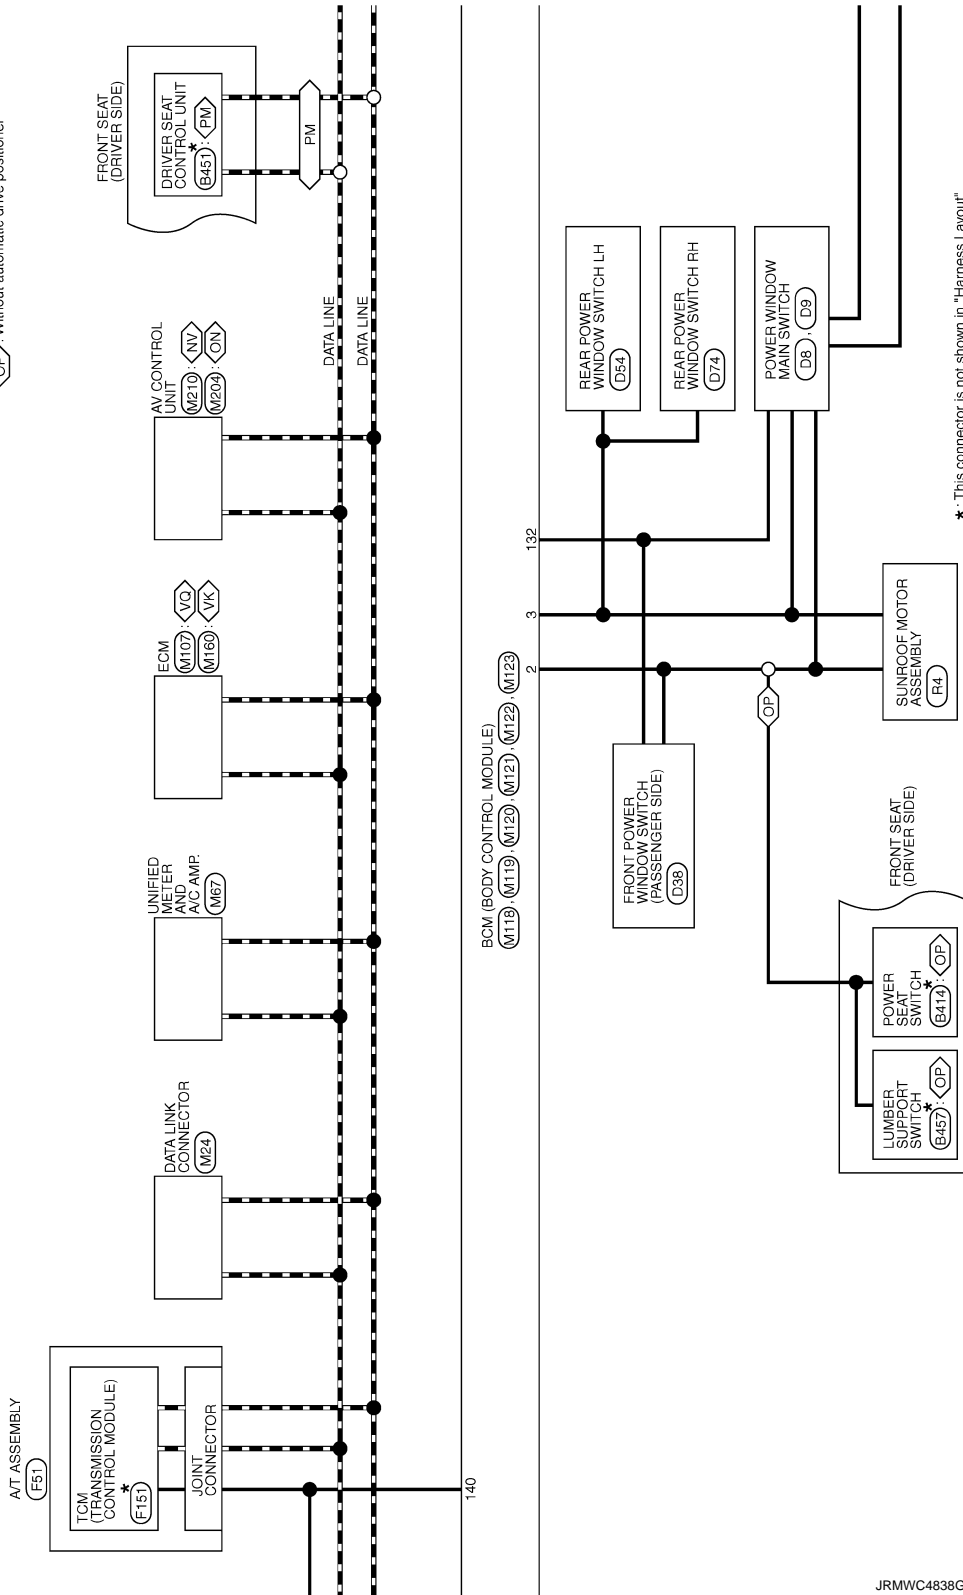 OP : Without automatic drive positioner
A/T ASSEMBLY
F51
TCM
(TRANSMISSION
CONTROL MODULE)
*
F151
JOINT
CONNECTOR
DATA LINK
CONNECTOR
M24
UNIFIED
METER
AND
A/C AMP.
M67
ECM
M107 : VQ
M160 : VK
AV CONTROL
UNIT
M210 : NV
M204 : ON
FRONT SEAT
(DRIVER SIDE)
DRIVER SEAT
CONTROL UNIT
*
B451 : PM
PM
DATA LINE
DATA LINE
140
BCM (BODY CONTROL MODULE)
M118 , M119 , M120 , M121 , M122 , M123
2
3
132
REAR POWER
WINDOW SWITCH LH
D54
REAR POWER
WINDOW SWITCH RH
D74
POWER WINDOW
MAIN SWITCH
D8 , D9
FRONT POWER
WINDOW SWITCH
(PASSENGER SIDE)
D38
OP
SUNROOF MOTOR
ASSEMBLY
R4
FRONT SEAT
(DRIVER SIDE)
LUMBER
SUPPORT
SWITCH
*
B457 : OP
POWER
SEAT
SWITCH
*
B414 : OP
* : This connector is not shown in "Harness Layout"
JRMWC4838G